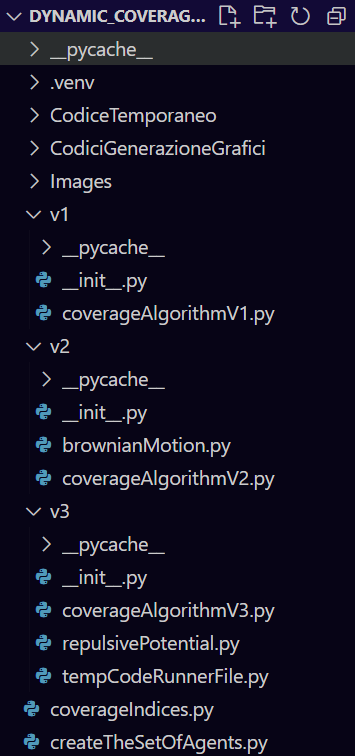 DYNAMIC_COVERAG...
__pycache__
.venv
CodiceTemporaneo
CodiciGenerazioneGrafici
Images
v1
__pycache__
__init__.py
coverageAlgorithmV1.py
v2
__pycache__
__init__.py
brownianMotion.py
coverageAlgorithmV2.py
v3
__pycache__
__init__.py
coverageAlgorithmV3.py
repulsivePotential.py
tempCodeRunnerFile.py
coverageIndices.py
createTheSetOfAgents.py